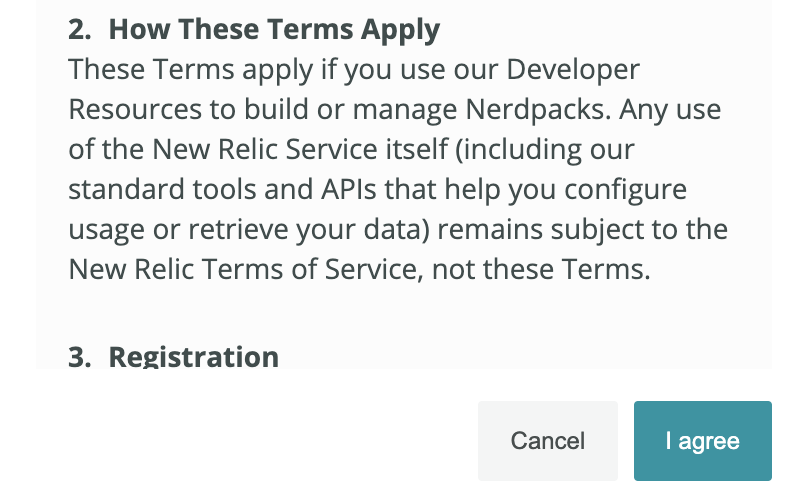 2. How These Terms Apply
These Terms apply if you use our Developer
Resources to build or manage Nerdpacks. Any use
of the New Relic Service itself (including our
standard tools and APIs that help you configure
usage or retrieve your data) remains subject to the
New Relic Terms of Service, not these Terms.
3. Registration
Cancel
I agree